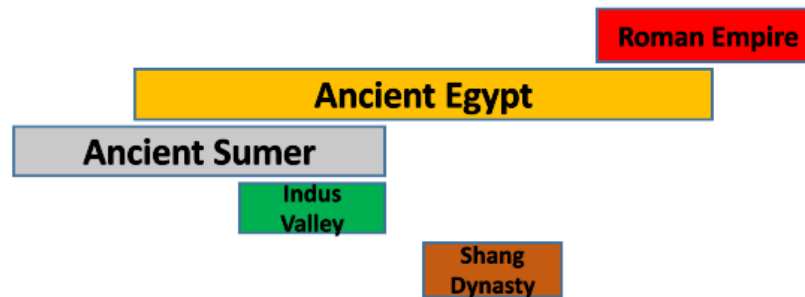 Roman Empire
Ancient Egypt
Ancient Sumer
Indus
Valley
Shang
Dynasty